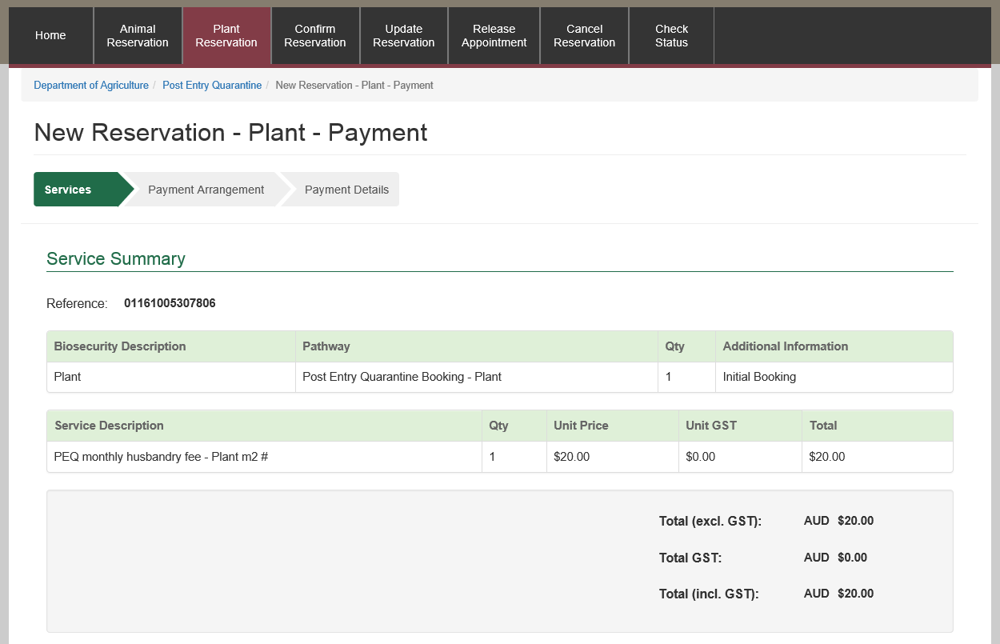 Home
Animal Reservation
Plant Reservation
Confirm Reservation
Update Reservation
Release Appointment
Cancel Reservation
Check Status
Department of Agriculture / Post Entry Quarantine / New Reservation - Plant - Payment
New Reservation - Plant - Payment
Services Payment Arrangement Payment Details
Service Summary
Reference: 01161005307806
Biosecurity Description Pathway Qty Additional Information
Plant Post Entry Quarantine Booking - Plant 1 Initial Booking
Service Description Qty Unit Price Unit GST Total
PEQ monthly husbandry fee - Plant m2 # 1 $20.00 $0.00 $20.00
Total (excl. GST): AUD $20.00
Total GST: AUD $0.00
Total (incl. GST): AUD $20.00